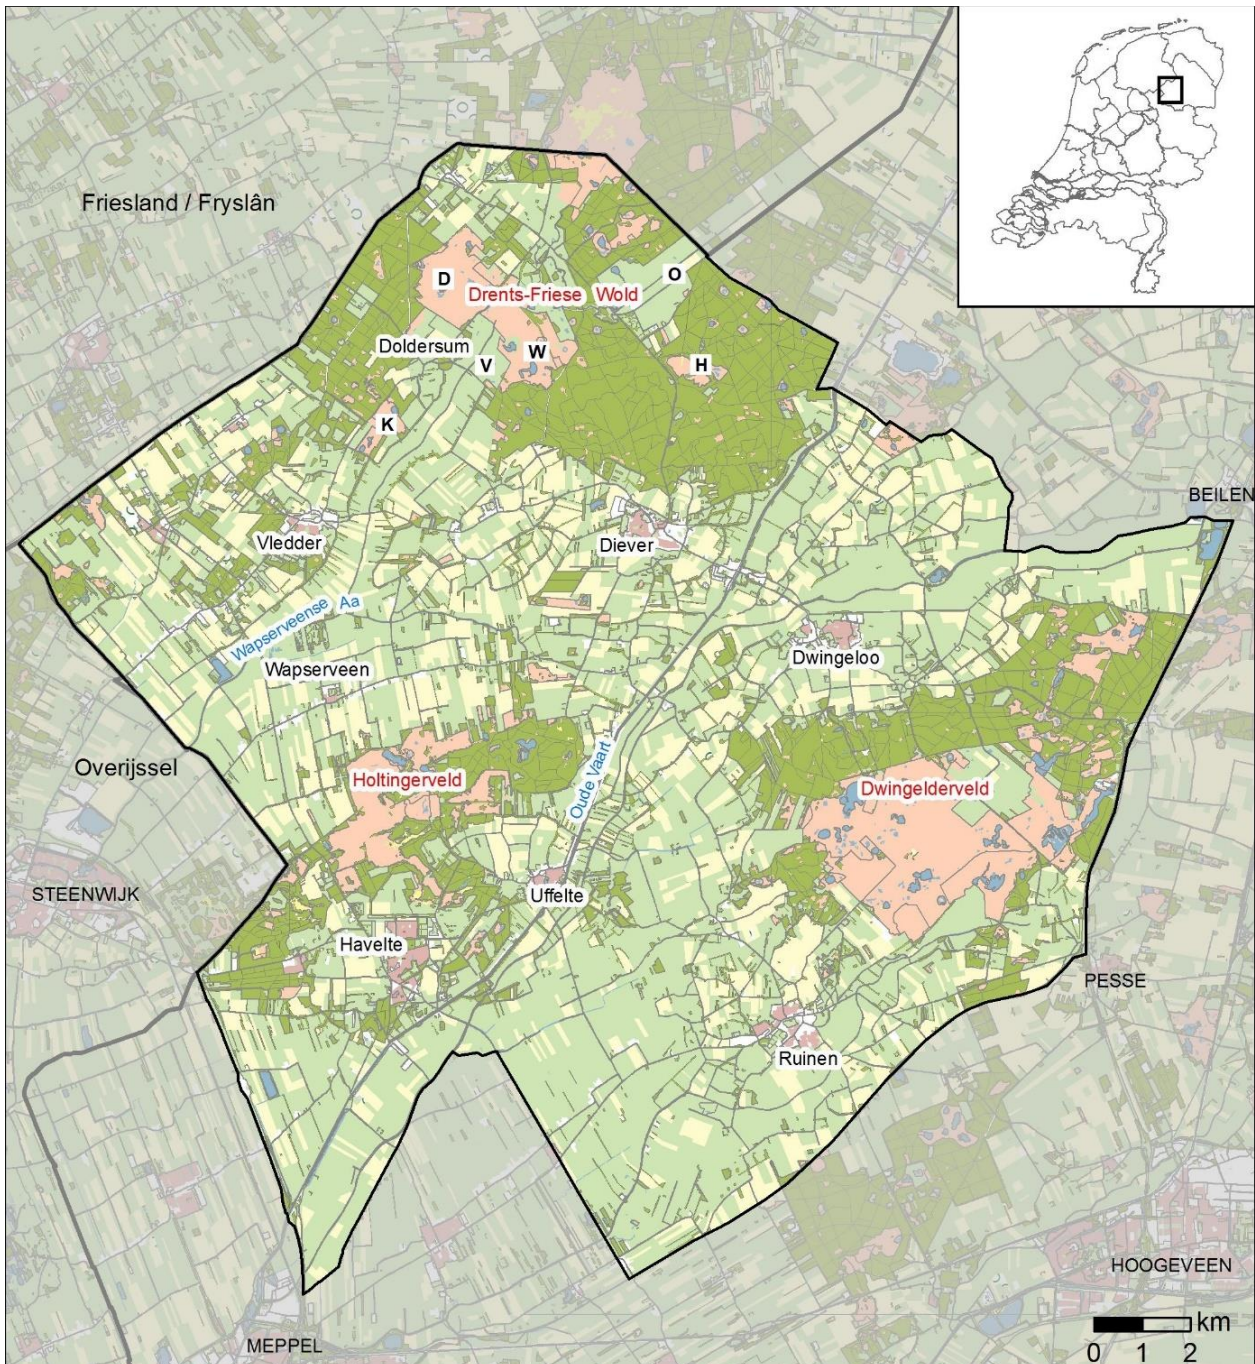 Friesland / Fryslân
D
O
Drents-Friese Wold
Doldersum
V
W
H
K
BEILEN
Vledder
Diever
Wapserveense Aa
Wapserveen
Dwingeloo
Overijssel
Holtingerveld
Oude Vaart
Dwingelderveld
STEENWIJK
Uffelte
Havelte
PESSE
Ruinen
HOOGEVEEN
MEPPEL
km
0 1 2